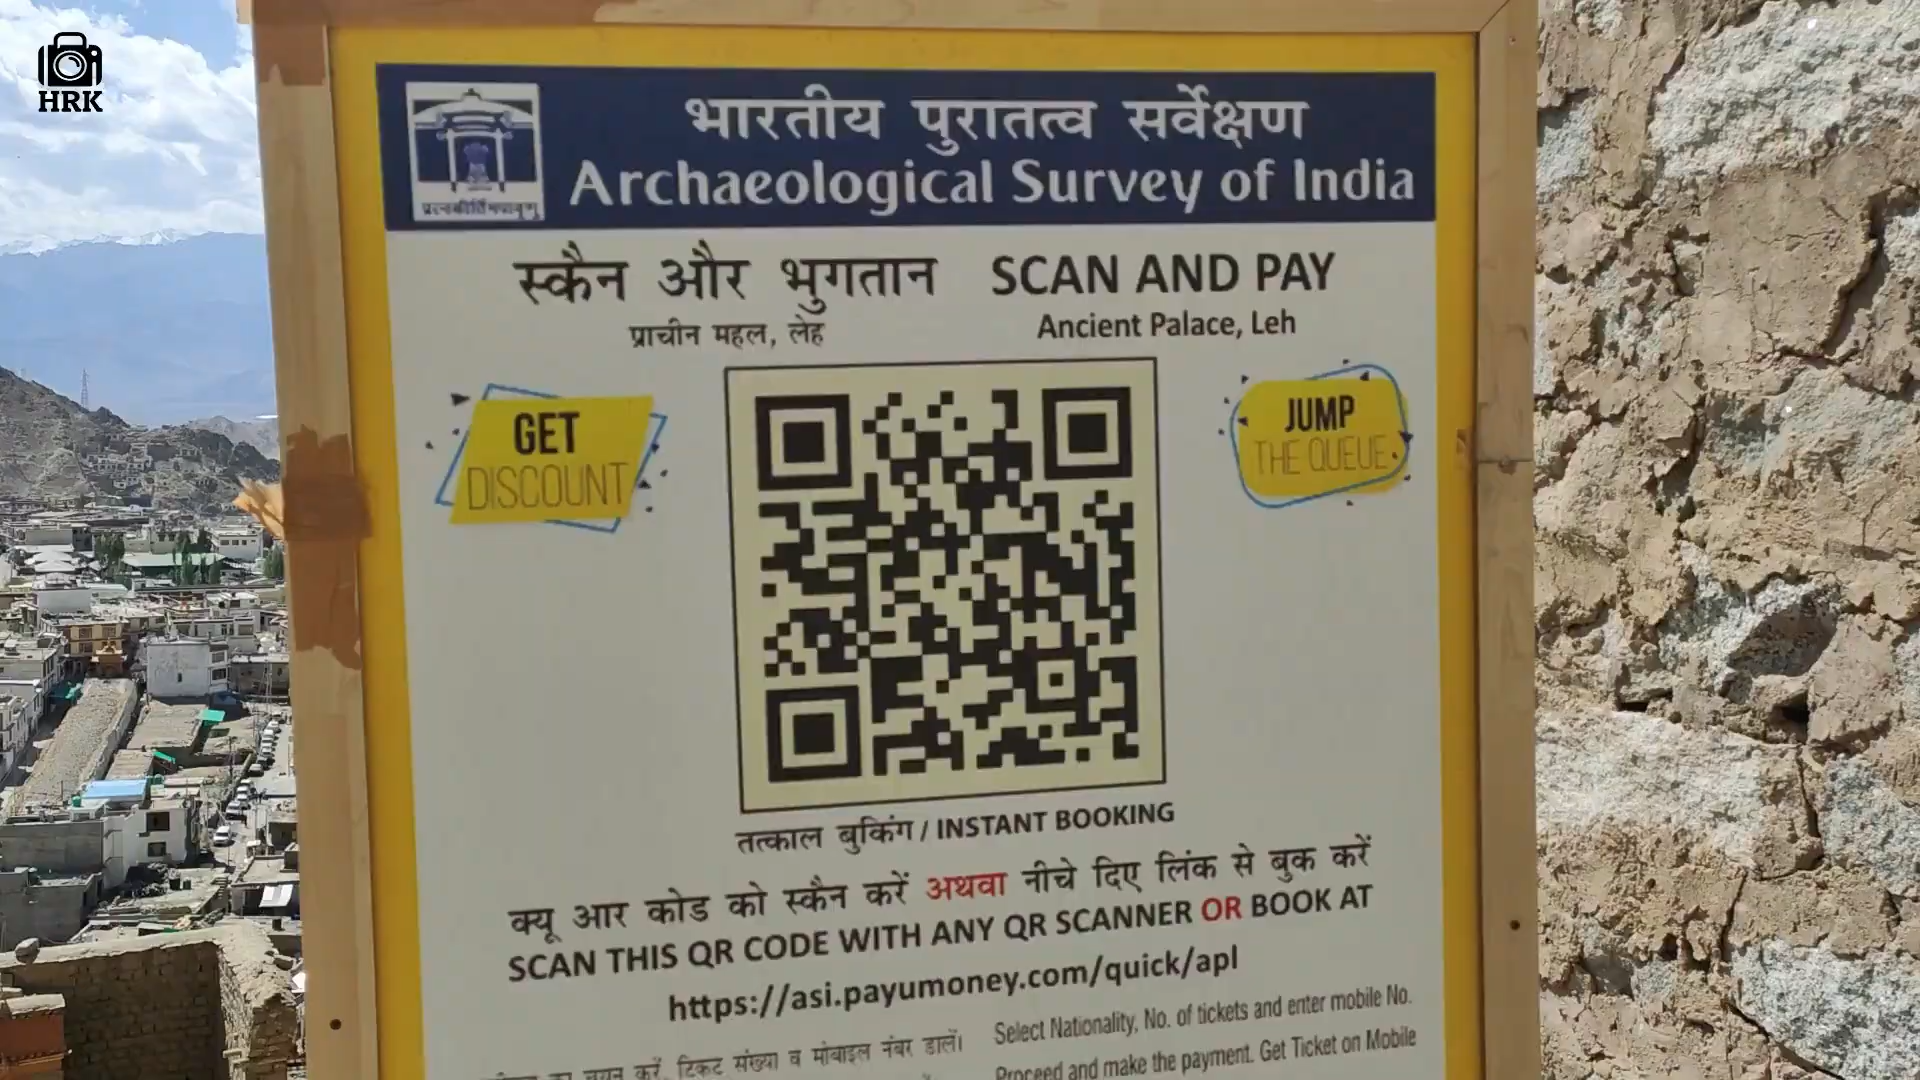 HRK
भारतीय पुरातत्व सर्वेक्षण
Archaeological Survey of India
स्कैन और भुगतान SCAN AND PAY
प्राचीन महल, लेह Ancient Palace, Leh
GET
DISCOUNT
JUMP
THE QUEUE
तत्काल बुकिंग / INSTANT BOOKING
क्यू आर कोड को स्कैन करें अथवा नीचे दिए लिंक से बुक करें
SCAN THIS QR CODE WITH ANY QR SCANNER OR BOOK AT
https://asi.payumoney.com/quick/apl
Select Nationality, No. of tickets and enter mobile No.
करें, टिकट संख्या व मोबाइल नंबर डालें।
Proceed and make the payment. Get Ticket on Mobile